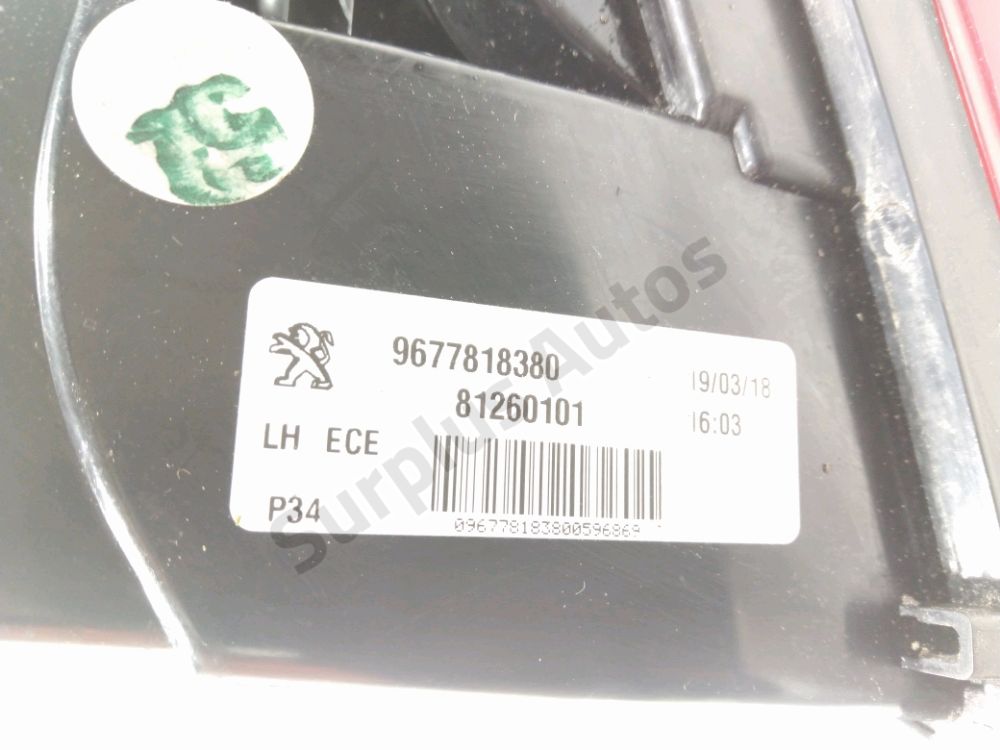 9677818380
19/03/18
81260101
16:03
LH ECE
P34
096778183800596869
Surplus Autos